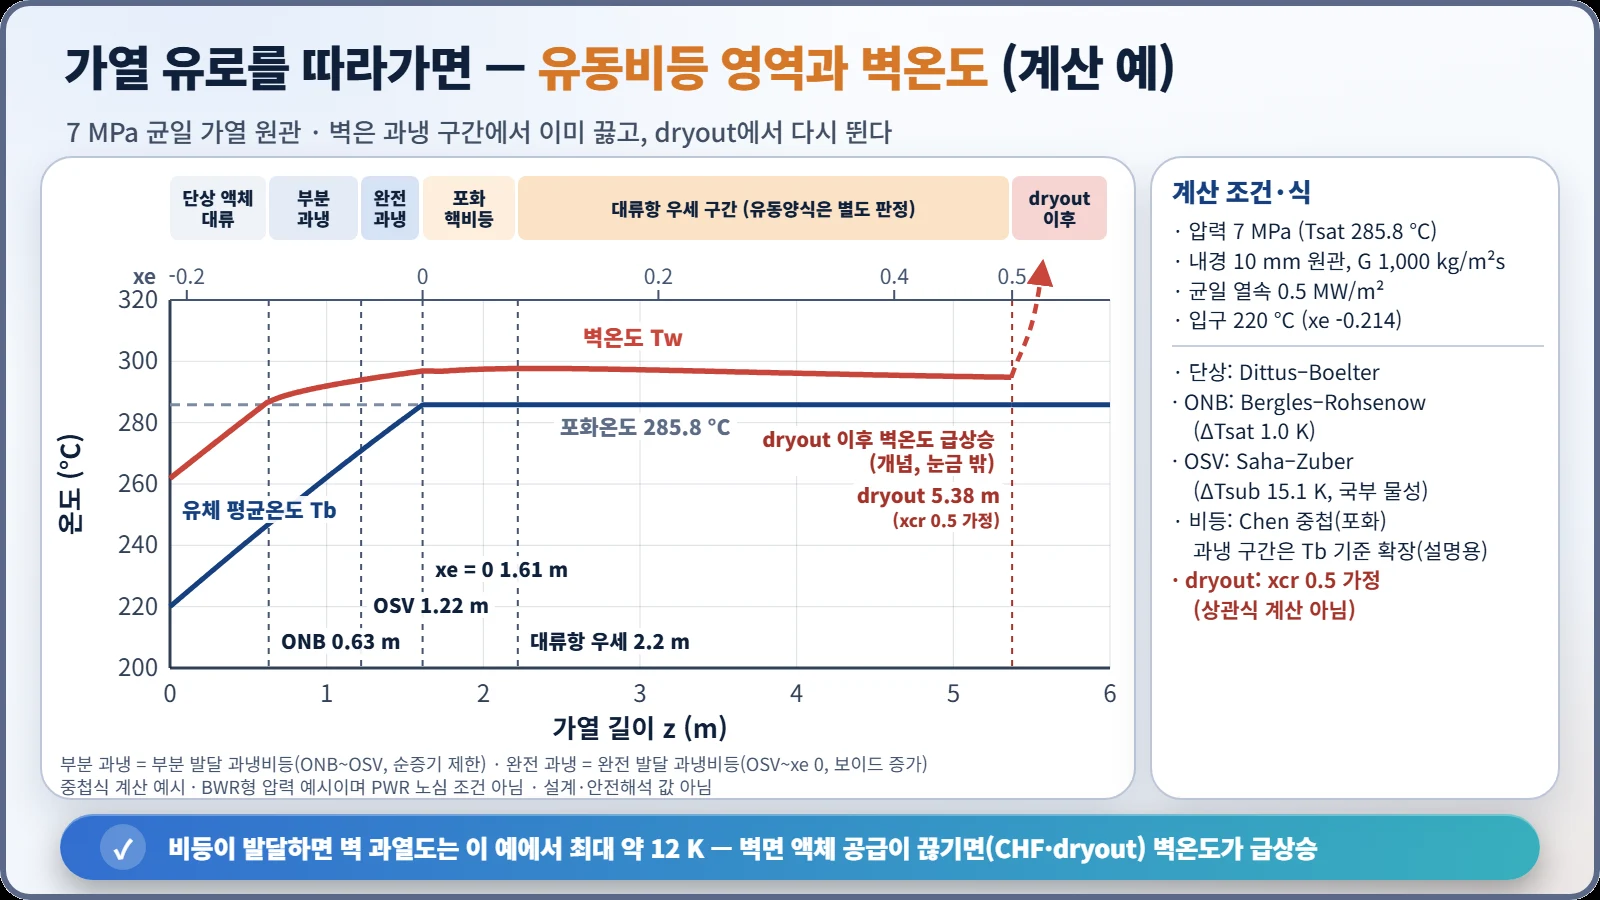 가열 유로를 따라가면 — 유동비등 영역과 벽온도 (계산 예)
7 MPa 균일 가열 원관 · 벽은 과냉 구간에서 이미 끓고, dryout에서 다시 뛴다
단상 액체
대류
부분
과냉
완전
과냉
포화
핵비등
대류항 우세 구간 (유동양식은 별도 판정)
dryout
이후
xe -0.2 0 0.2 0.4 0.5
320
300
280
260
240
220
200
온도 (°C)
벽온도 Tw
포화온도 285.8 °C
dryout 이후 벽온도 급상승
(개념, 눈금 밖)
dryout 5.38 m
(xcr 0.5 가정)
유체 평균온도 Tb
xe = 0 1.61 m
OSV 1.22 m
ONB 0.63 m
대류항 우세 2.2 m
0 1 2 3 4 5 6
가열 길이 z (m)
부분 과냉 = 부분 발달 과냉비등(ONB~OSV, 순증기 제한) · 완전 과냉 = 완전 발달 과냉비등(OSV~xe 0, 보이드 증가)
중첩식 계산 예시 · BWR형 압력 예시이며 PWR 노심 조건 아님 · 설계·안전해석 값 아님
계산 조건·식
· 압력 7 MPa (Tsat 285.8 °C)
· 내경 10 mm 원관, G 1,000 kg/m²s
· 균일 열속 0.5 MW/m²
· 입구 220 °C (xe -0.214)
· 단상: Dittus–Boelter
· ONB: Bergles–Rohsenow
(ΔTsat 1.0 K)
· OSV: Saha–Zuber
(ΔTsub 15.1 K, 국부 물성)
· 비등: Chen 중첩(포화)
과냉 구간은 Tb 기준 확장(설명용)
· dryout: xcr 0.5 가정
(상관식 계산 아님)
✓ 비등이 발달하면 벽 과열도는 이 예에서 최대 약 12 K — 벽면 액체 공급이 끊기면(CHF·dryout) 벽온도가 급상승